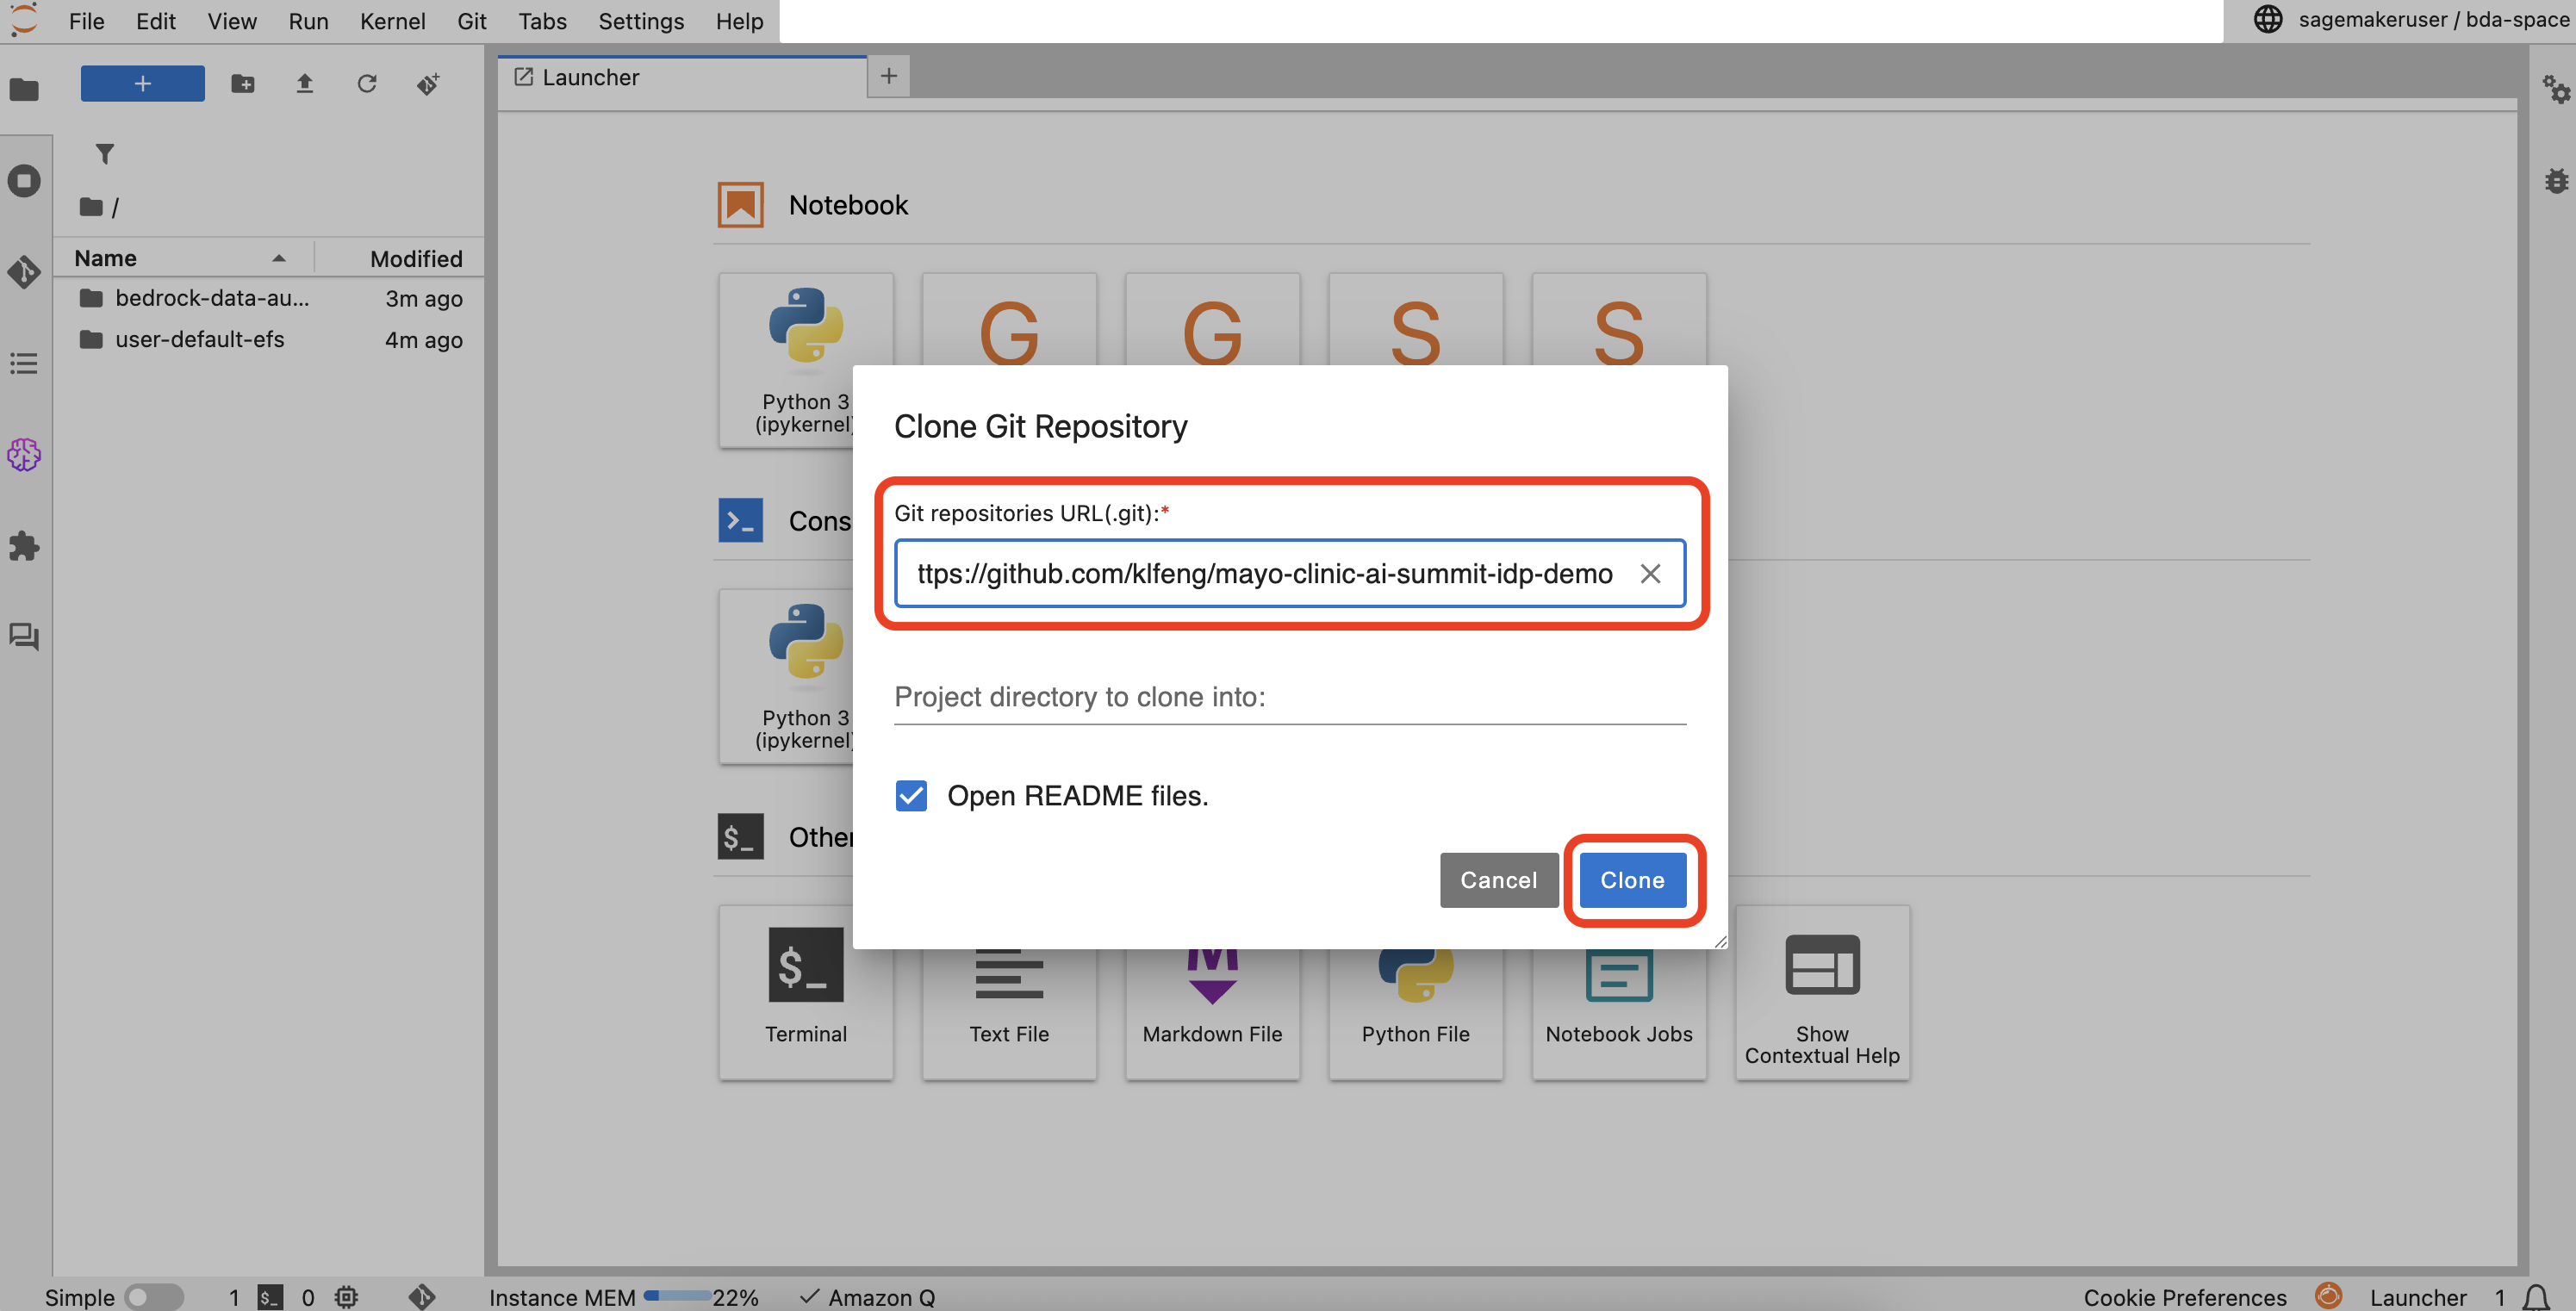 File Edit View Run Kernel Git Tabs Settings Help
sagemakeruser / bda-space
+
Launcher
+
/
Name Modified
bedrock-data-au... 3m ago
user-default-efs 4m ago
Notebook
G G S S
Python 3
(ipykernel)
Clone Git Repository
Git repositories URL(.git):*
ttps://github.com/klfeng/mayo-clinic-ai-summit-idp-demo
Project directory to clone into:
Open README files.
Cancel Clone
Cons
Python 3
(ipykernel)
$_ Other
$_
Terminal
Text File
M
Markdown File
Python File
Notebook Jobs
Show
Contextual Help
Simple 1 $_ 0 Instance MEM 22% Amazon Q Cookie Preferences Launcher 1